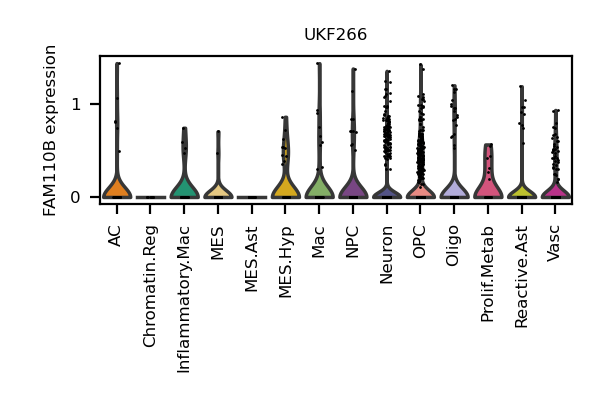 UKF266
FAM110B expression
1
0
AC
Chromatin.Reg
Inflammatory.Mac
MES
MES.Ast
MES.Hyp
Mac
NPC
Neuron
OPC
Oligo
Prolif.Metab
Reactive.Ast
Vasc